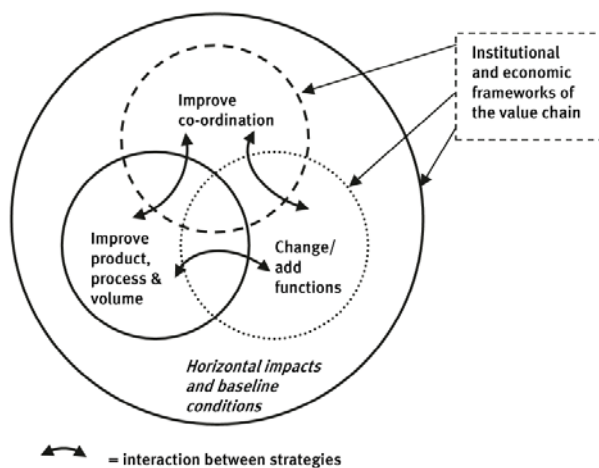 Institutional
and economic
frameworks of
the value chain
Improve
co-ordination
Improve
product,
process &
volume
Change/
add
functions
Horizontal impacts
and baseline
conditions
= interaction between strategies